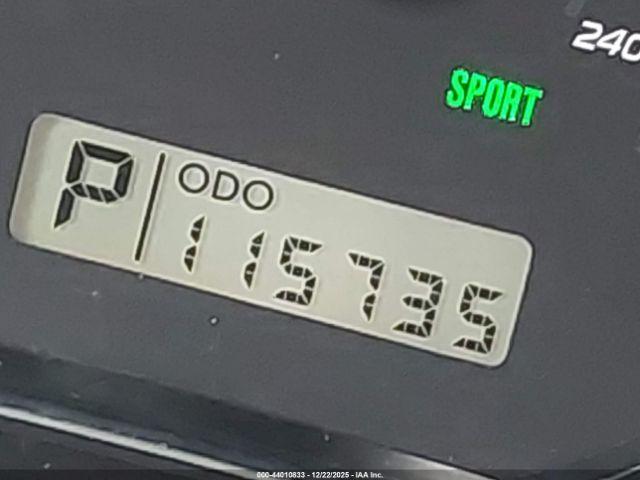 240
SPORT
P ODO
115735
000-44010833 - 12/22/2025 - IAA Inc.